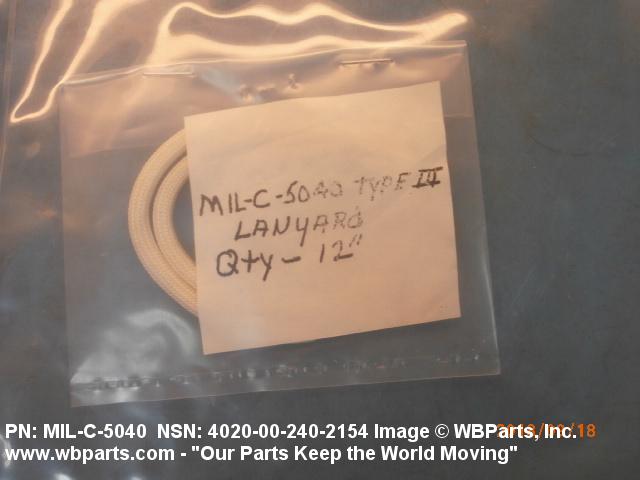 MIL-C-5040 TYPE III
LANYARD
Qty - 12"
PN: MIL-C-5040 NSN: 4020-00-240-2154 Image © WBParts, Inc.
www.wbparts.com - "Our Parts Keep the World Moving"